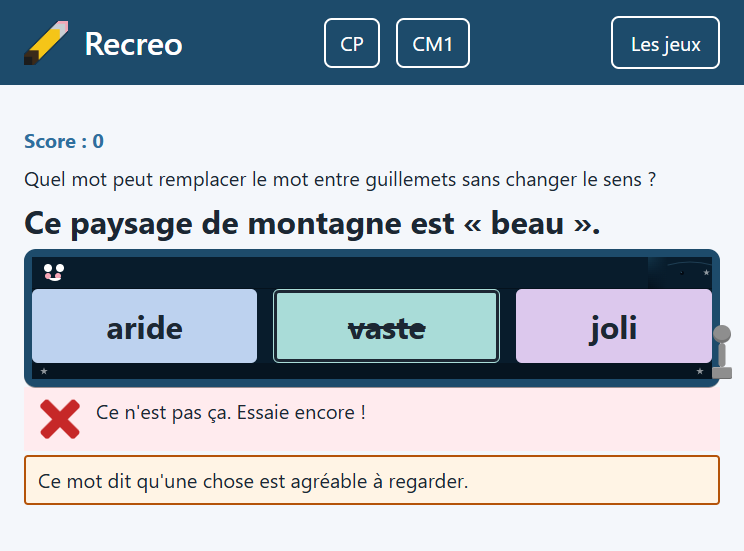 Recreo
CP
CM1
Les jeux
Score : 0
Quel mot peut remplacer le mot entre guillemets sans changer le sens ?
Ce paysage de montagne est « beau ».
aride
vaste
joli
Ce n'est pas ça. Essaie encore !
Ce mot dit qu'une chose est agréable à regarder.